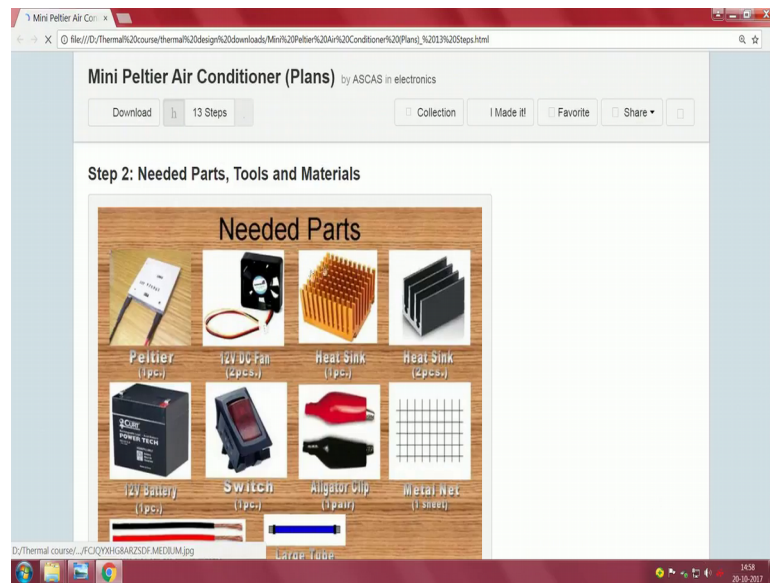 Mini Peltier Air Con
file:///D:/Thermal%20course/thermal%20design%20downloads/Mini%20Peltier%20Air%20Conditioner%20(Plans)_%2013%20Steps.html
Mini Peltier Air Conditioner (Plans) by ASCAS in electronics
Download h 13 Steps Collection I Made it! Favorite Share
Step 2: Needed Parts, Tools and Materials
Needed Parts
Peltier 12V DC Fan Heat Sink Heat Sink
(1pc.) (2pcs.) (1pc.) (2pcs.)
CURT
POWER TECH
12V Battery Switch Alligator Clip Metal Net
(1pc.) (1pc.) (1pair) (1 sheet)
Large Tube
D:/Thermal course/.../FCJQYXHG8ARZSDF.MEDIUM.jpg
14:58
20-10-2017